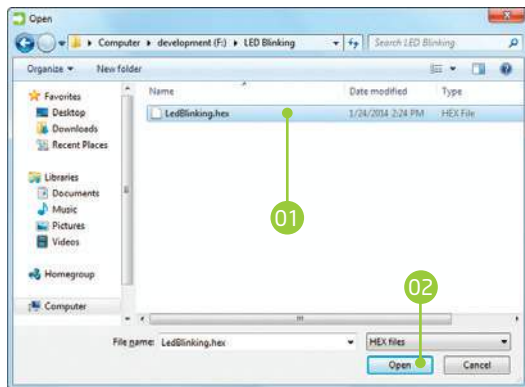 Open
Computer ▸ development (F:) ▸ LED Blinking
Search LED Blinking
Organize New folder
Name Date modified Type
Favorites
Desktop
Downloads
Recent Places
Libraries
Documents
Music
Pictures
Videos
Homegroup
Computer
LedBlinking.hex 1/24/2014 2:24 PM HEX File
01
02
File name: LedBlinking.hex HEX files
Open Cancel